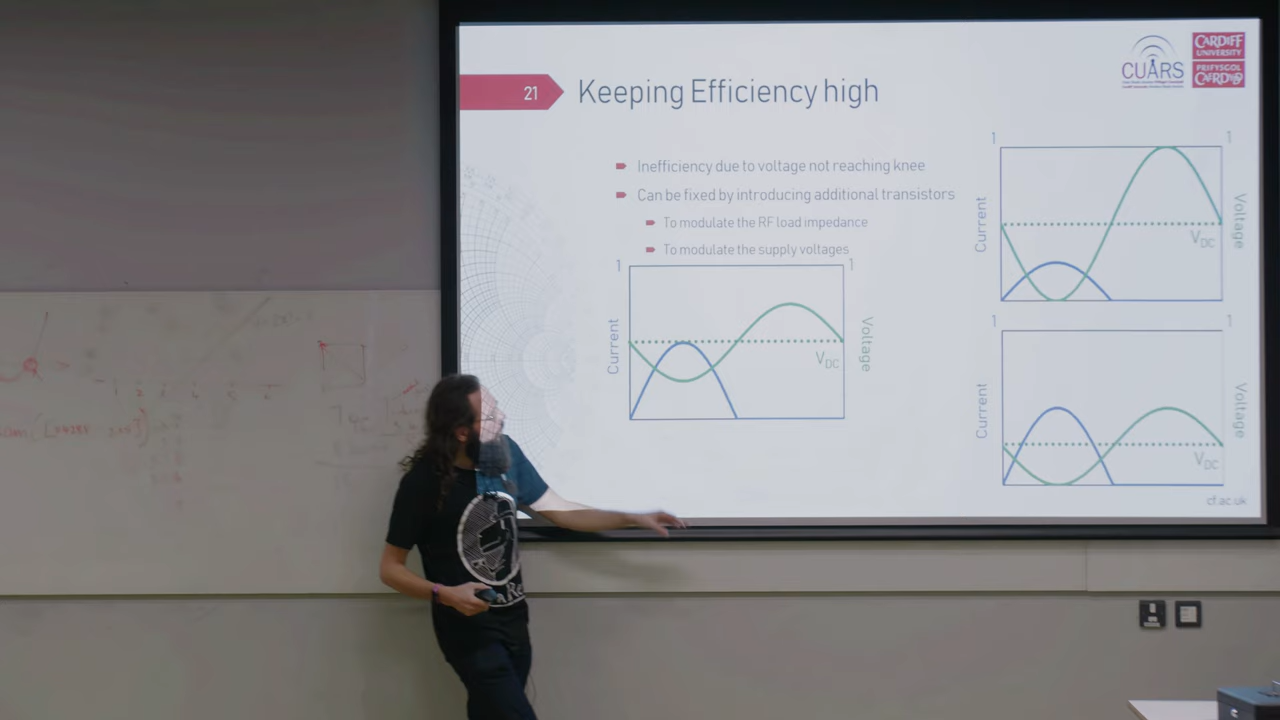 21
Keeping Efficiency high
CUARS
CARDIFF
UNIVERSITY
PRIFYSGOL
CAERDYDD
Inefficiency due to voltage not reaching knee
Can be fixed by introducing additional transistors
To modulate the RF load impedance
To modulate the supply voltages
1
1
Current
Voltage
VDC
1
1
Current
Voltage
VDC
1
1
Current
Voltage
VDC
cf.ac.uk